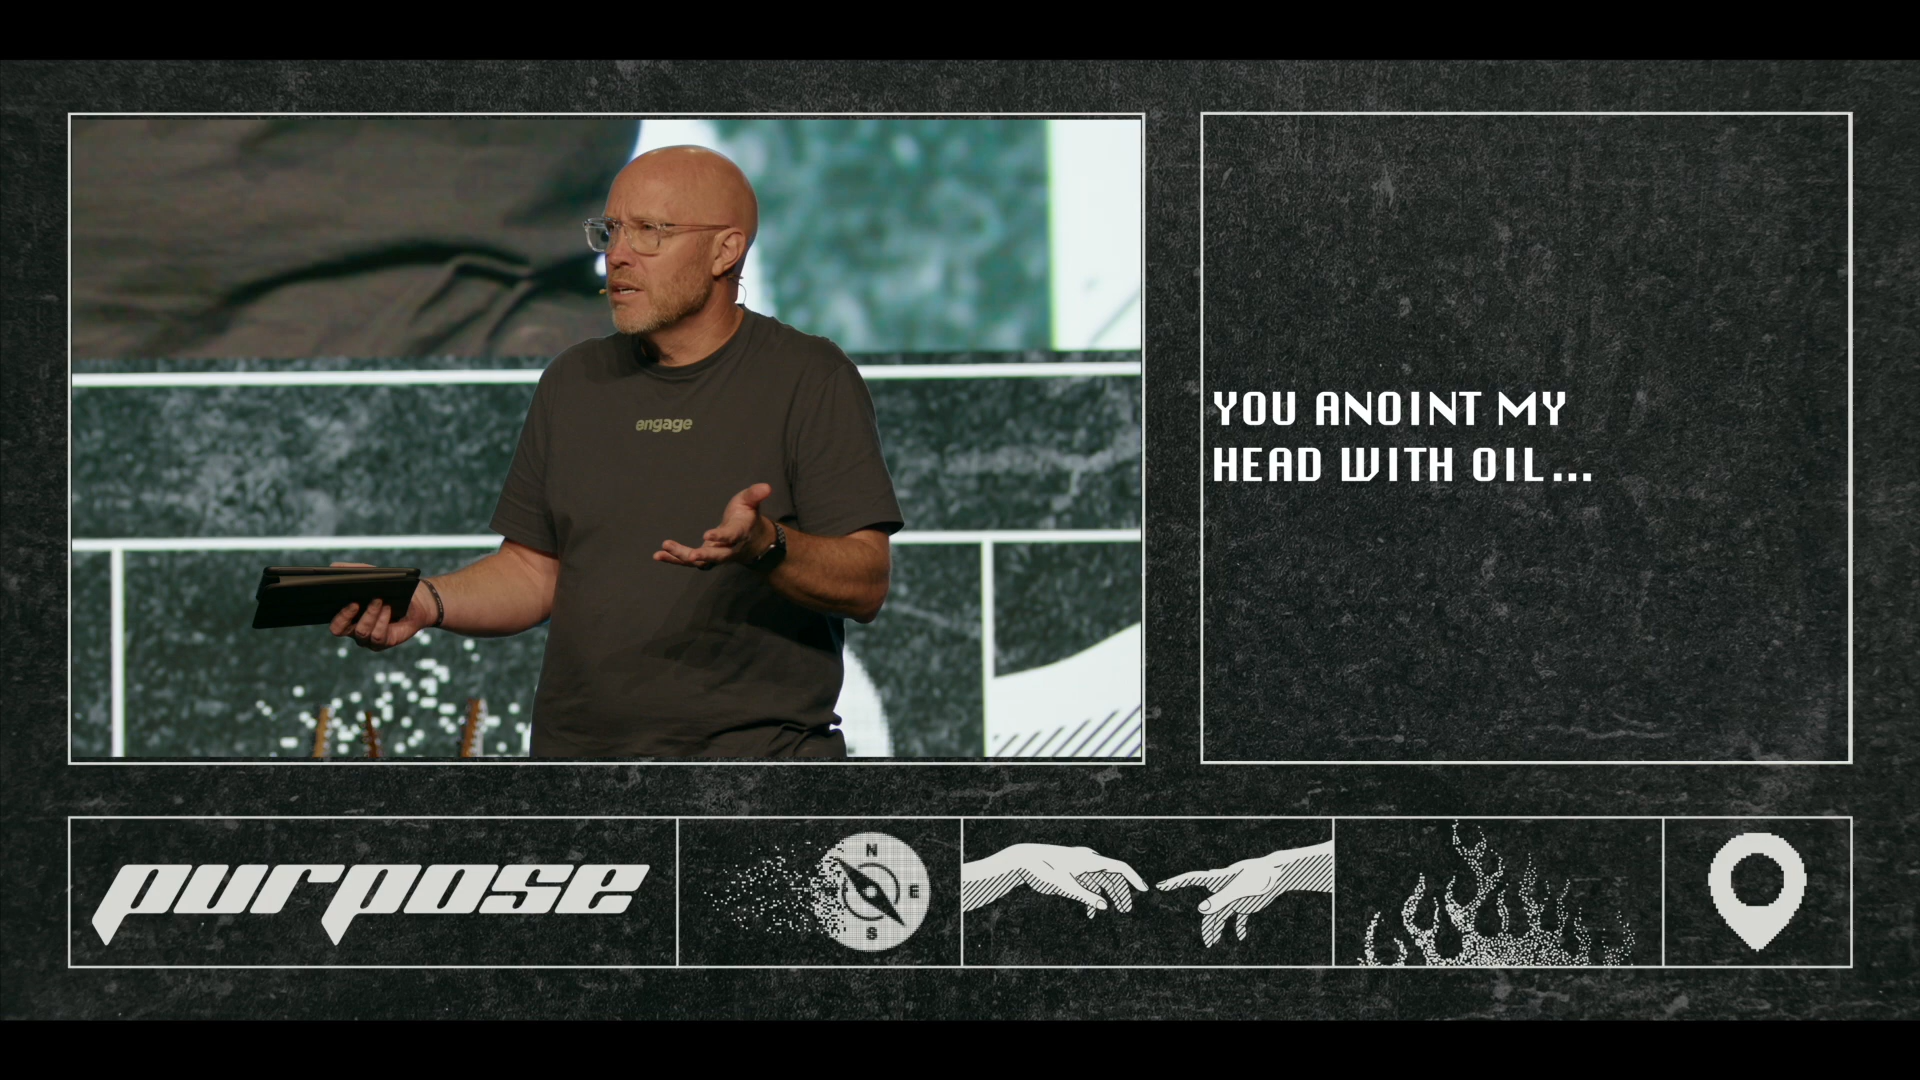 engage
YOU ANOINT MY
HEAD WITH OIL...
purpose
N
E
S